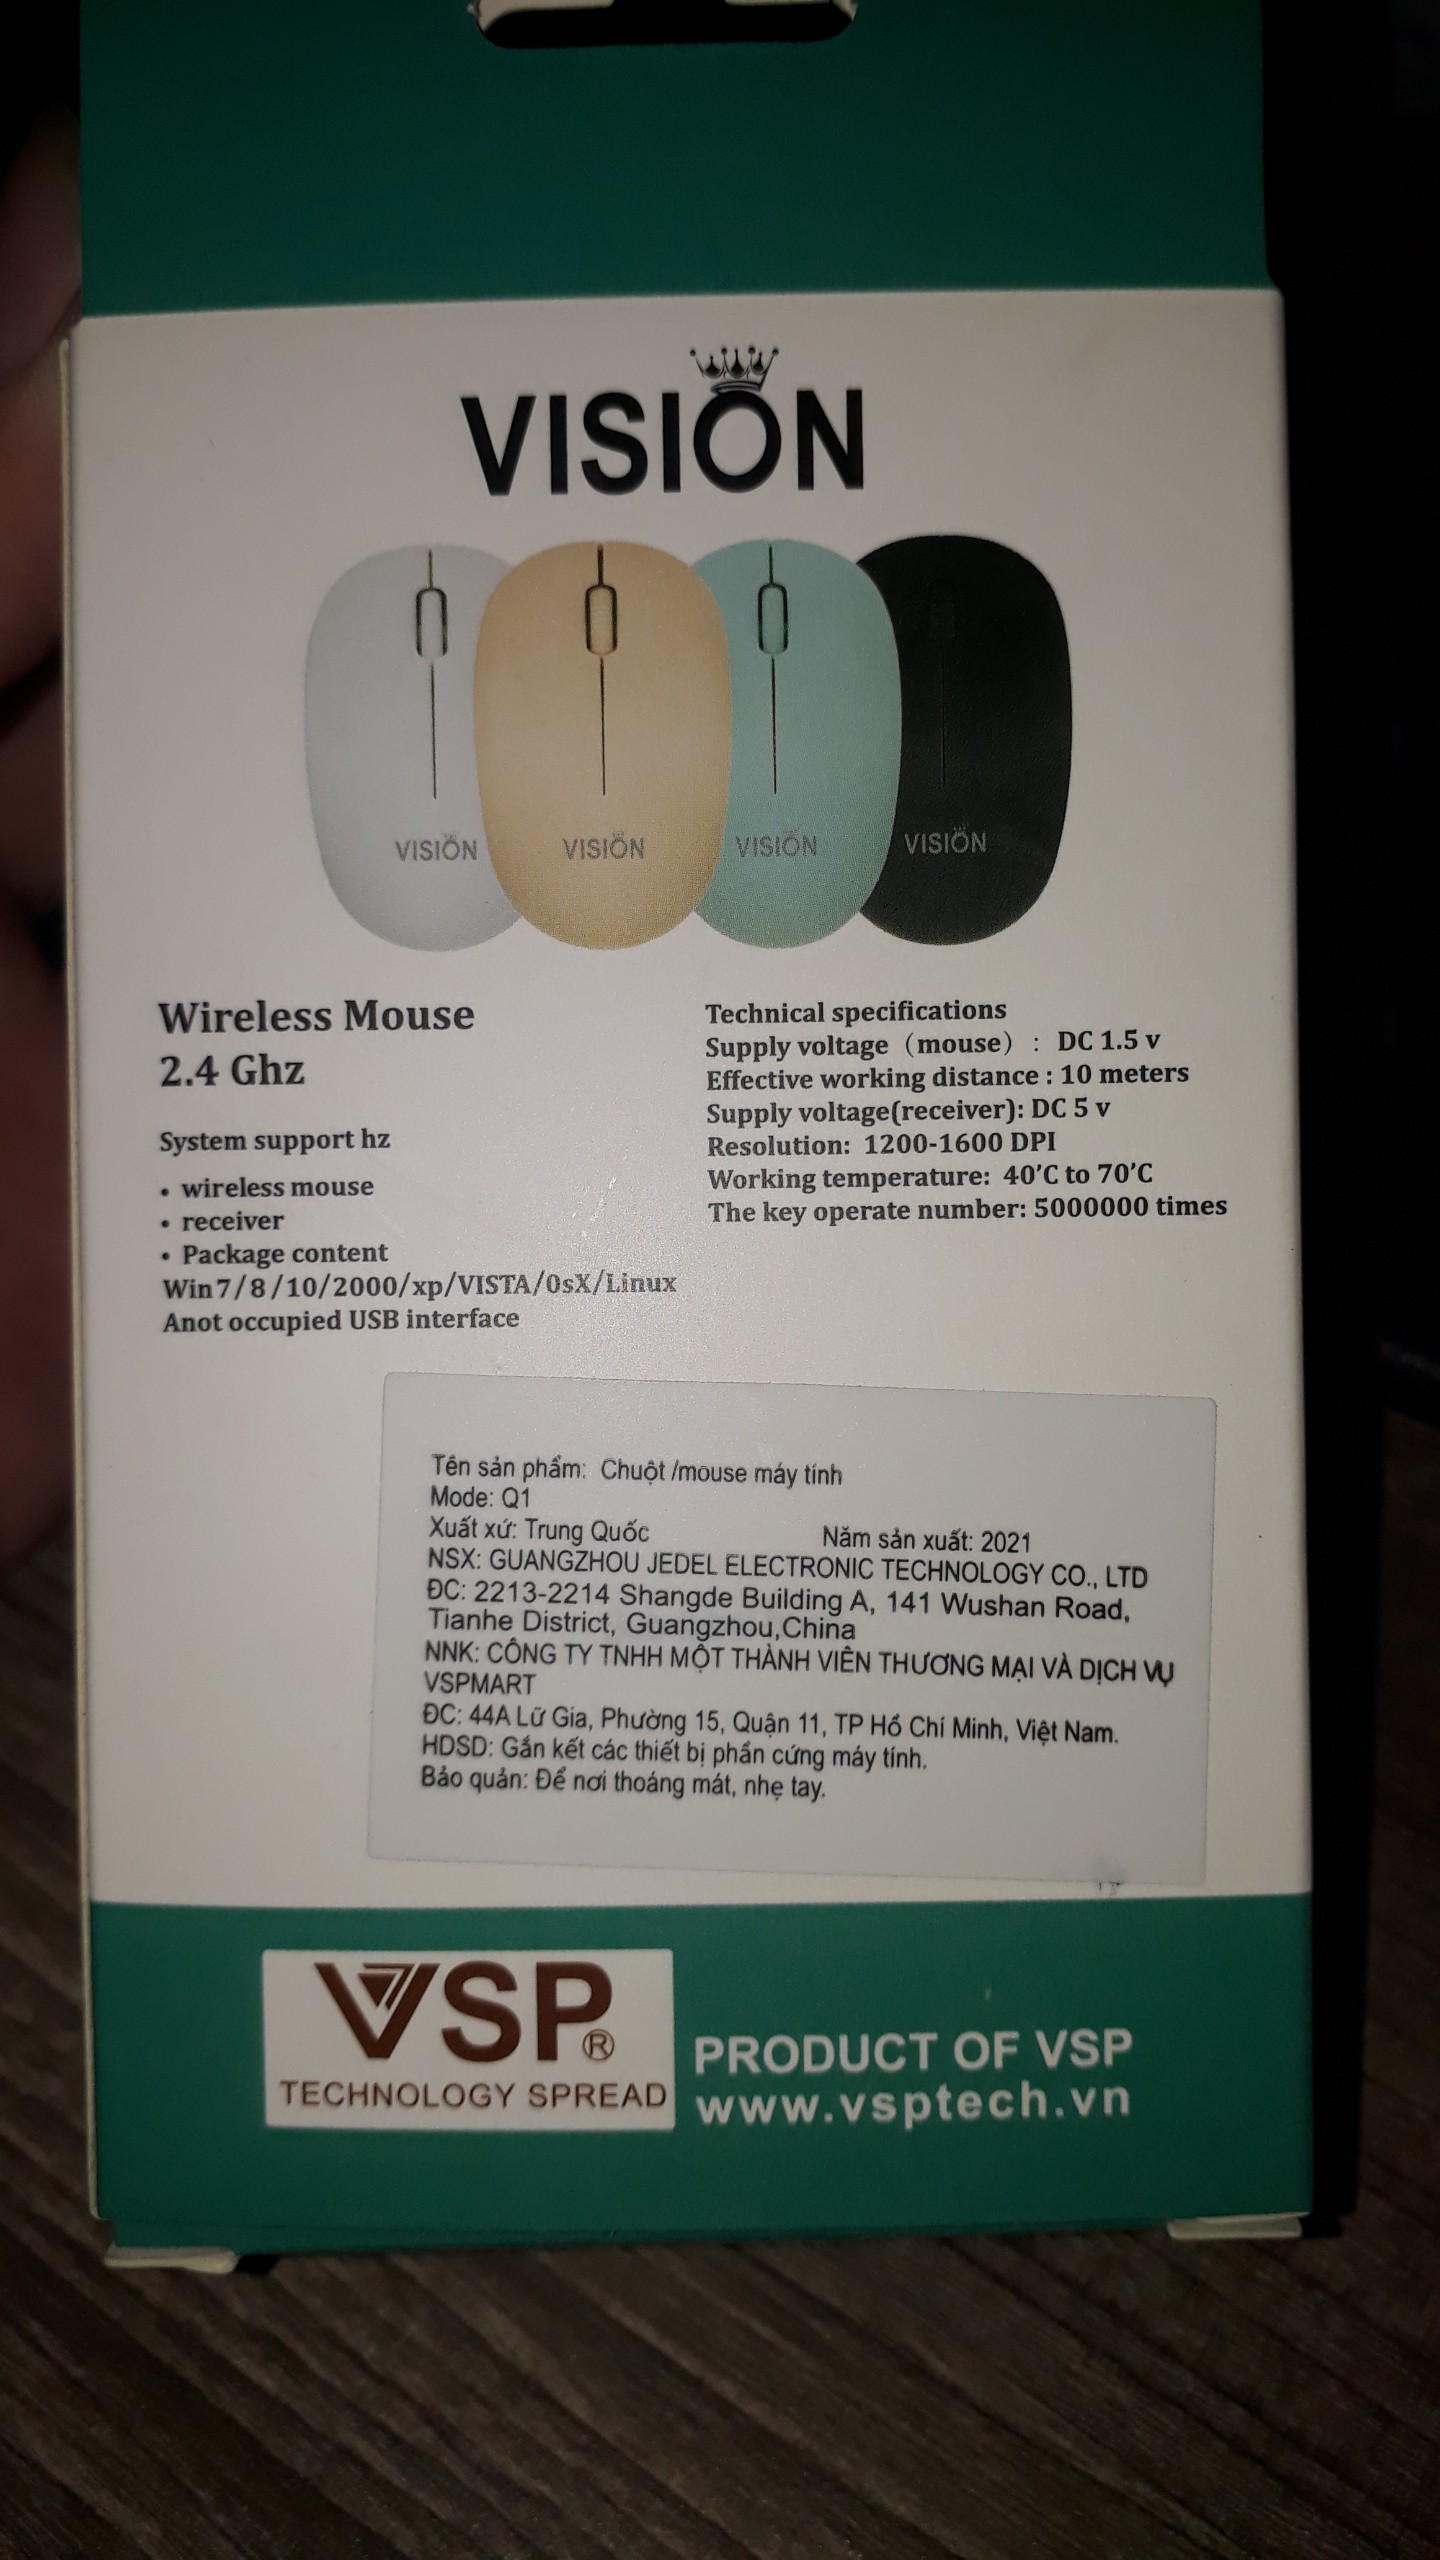 VISION
VISION VISION VISION VISION
Wireless Mouse
2.4 Ghz
System support hz
• wireless mouse
• receiver
• Package content
Win7/8/10/2000/xp/VISTA/0sX/Linux
Anot occupied USB interface
Technical specifications
Supply voltage（mouse）: DC 1.5 v
Effective working distance : 10 meters
Supply voltage(receiver): DC 5 v
Resolution: 1200-1600 DPI
Working temperature: 40'C to 70'C
The key operate number: 5000000 times
Tên sản phẩm: Chuột /mouse máy tính
Mode: Q1
Xuất xứ: Trung Quốc Năm sản xuất: 2021
NSX: GUANGZHOU JEDEL ELECTRONIC TECHNOLOGY CO., LTD
ĐC: 2213-2214 Shangde Building A, 141 Wushan Road,
Tianhe District, Guangzhou,China
NNK: CÔNG TY TNHH MỘT THÀNH VIÊN THƯƠNG MẠI VÀ DỊCH VỤ
VSPMART
ĐC: 44A Lữ Gia, Phường 15, Quận 11, TP Hồ Chí Minh, Việt Nam.
HDSD: Gắn kết các thiết bị phần cứng máy tính.
Bảo quản: Để nơi thoáng mát, nhẹ tay.
VSP®
TECHNOLOGY SPREAD
PRODUCT OF VSP
www.vsptech.vn